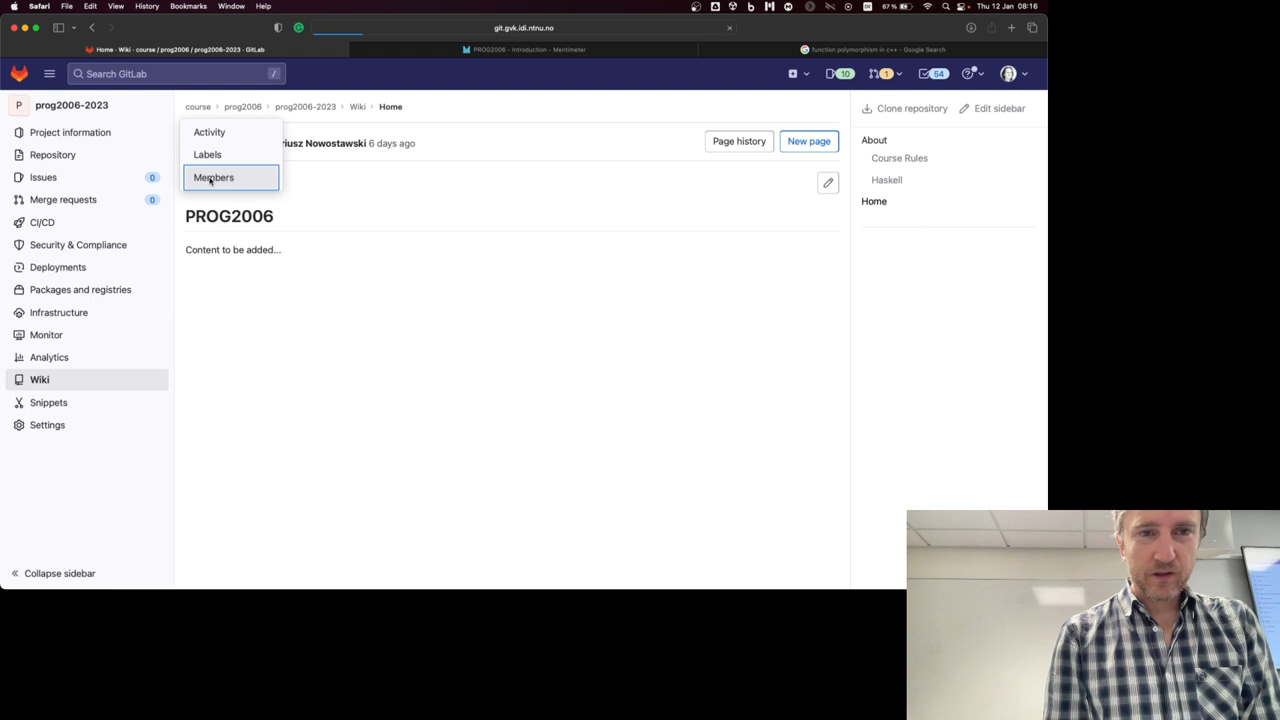 Safari File Edit View History Bookmarks Window Help 67 % Thu 12 Jan 08:16
git.gvk.idi.ntnu.no
Home · Wiki · course / prog2006 / prog2006-2023 · GitLab PROG2006 - Introduction - Mentimeter function polymorphism in c++ - Google Search
Search GitLab / 10 1 54
P prog2006-2023 course > prog2006 > prog2006-2023 > Wiki > Home Clone repository Edit sidebar
Project information
Repository
Issues 0
Merge requests 0
CI/CD
Security & Compliance
Deployments
Packages and registries
Infrastructure
Monitor
Analytics
Wiki
Snippets
Settings
Collapse sidebar
Activity
Labels
Members
riusz Nowostawski 6 days ago Page history New page
PROG2006
Content to be added...
About
Course Rules
Haskell
Home